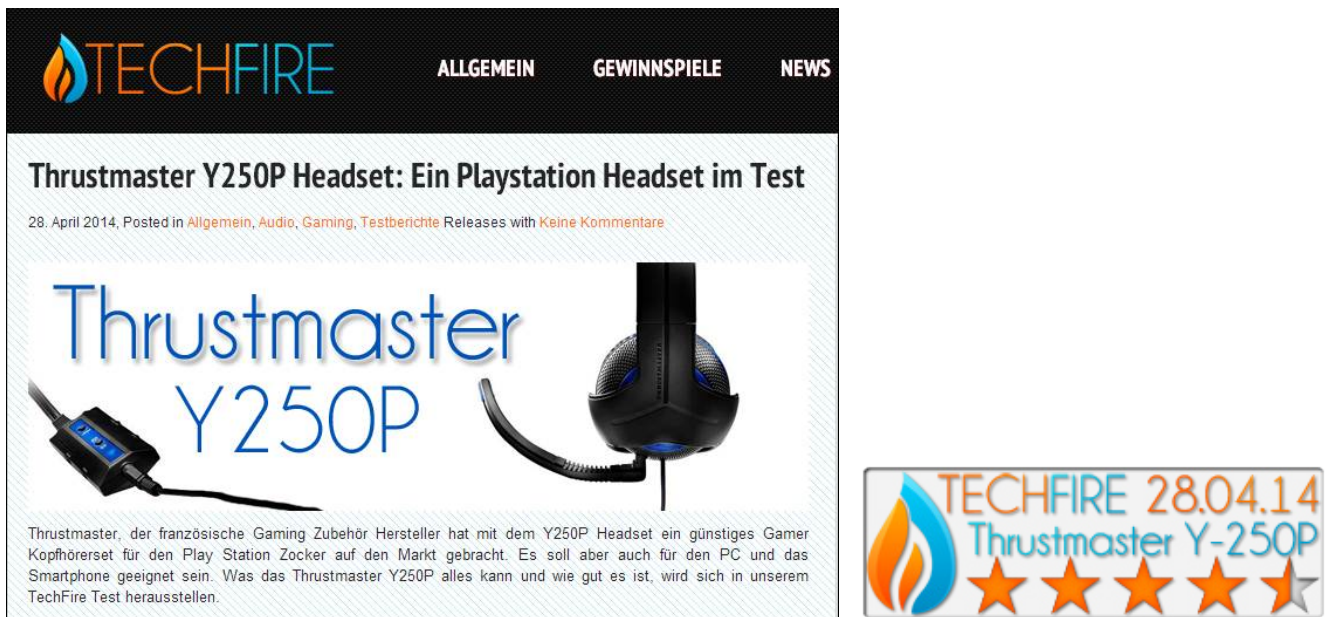 TECHFIRE
ALLGEMEIN GEWINNSPIELE NEWS
Thrustmaster Y250P Headset: Ein Playstation Headset im Test
28. April 2014, Posted in Allgemein, Audio, Gaming, Testberichte Releases with Keine Kommentare
Thrustmaster
Y250P
THRUSTMASTER
Thrustmaster, der französische Gaming Zubehör Hersteller hat mit dem Y250P Headset ein günstiges Gamer
Kopfhörerset für den Play Station Zocker auf den Markt gebracht. Es soll aber auch für den PC und das
Smartphone geeignet sein. Was das Thrustmaster Y250P alles kann und wie gut es ist, wird sich in unserem
TechFire Test herausstellen.
TECHFIRE 28.04.14
Thrustmaster Y-250P